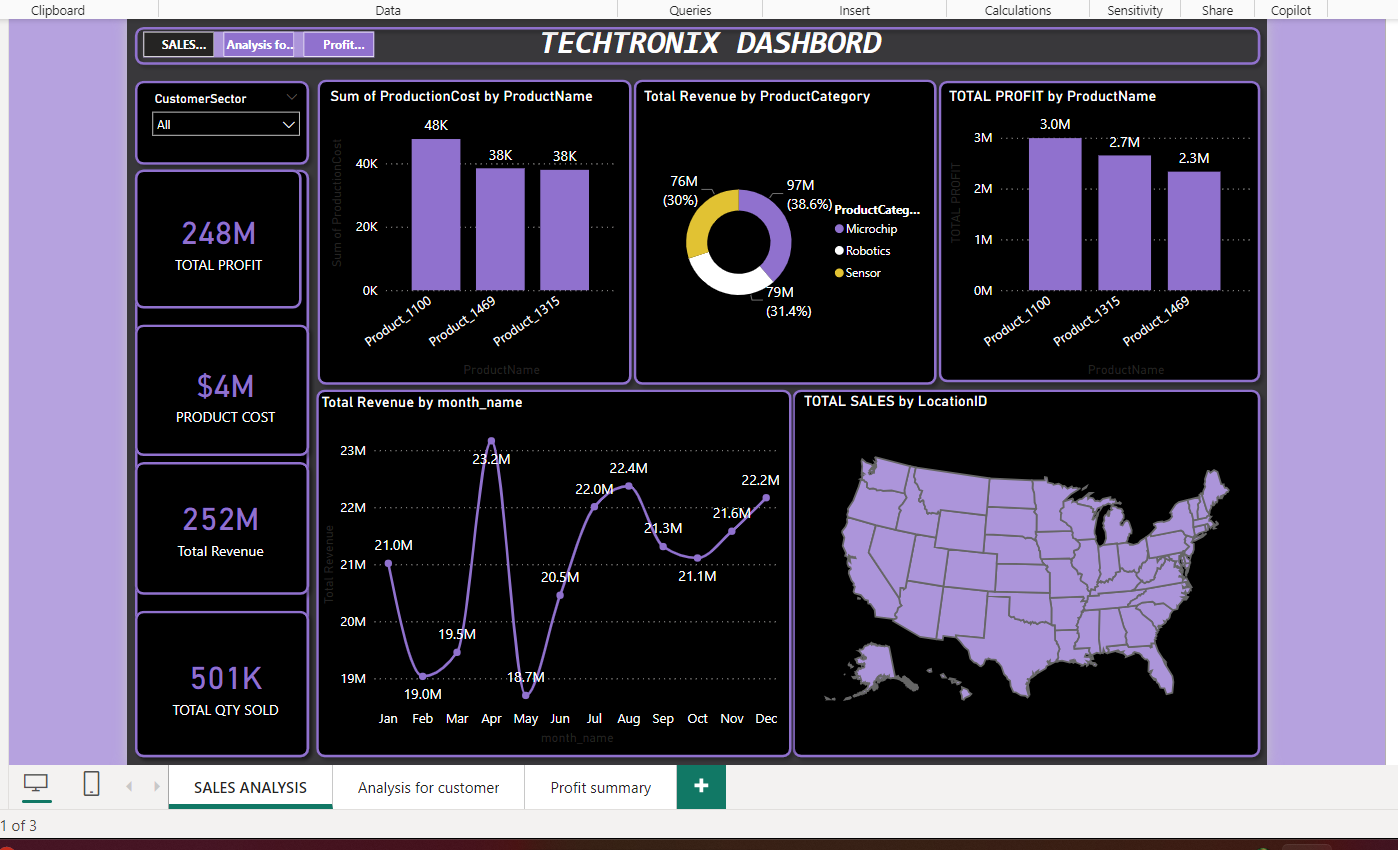 Clipboard
Data
Queries
Insert
Calculations
Sensitivity
Share
Copilot
SALES...
Analysis fo..
Profit...
TECHTRONIX DASHBORD
CustomerSector
All
248M
TOTAL PROFIT
$4M
PRODUCT COST
252M
Total Revenue
501K
TOTAL QTY SOLD
Sum of ProductionCost by ProductName
Sum of ProductionCost
40K
20K
0K
48K
38K
38K
Product_1100
Product_1469
Product_1315
ProductName
Total Revenue by ProductCategory
76M
(30%)
97M
(38.6%)
79M
(31.4%)
ProductCateg...
Microchip
Robotics
Sensor
TOTAL PROFIT by ProductName
TOTAL PROFIT
3M
2M
1M
0M
3.0M
2.7M
2.3M
Product_1100
Product_1315
Product_1469
ProductName
Total Revenue by month_name
Total Revenue
23M
22M
21M
20M
19M
21.0M
19.0M
19.5M
23.2M
18.7M
20.5M
22.0M
22.4M
21.3M
21.1M
21.6M
22.2M
Jan Feb Mar Apr May Jun Jul Aug Sep Oct Nov Dec
month_name
TOTAL SALES by LocationID
SALES ANALYSIS
Analysis for customer
Profit summary
+
1 of 3